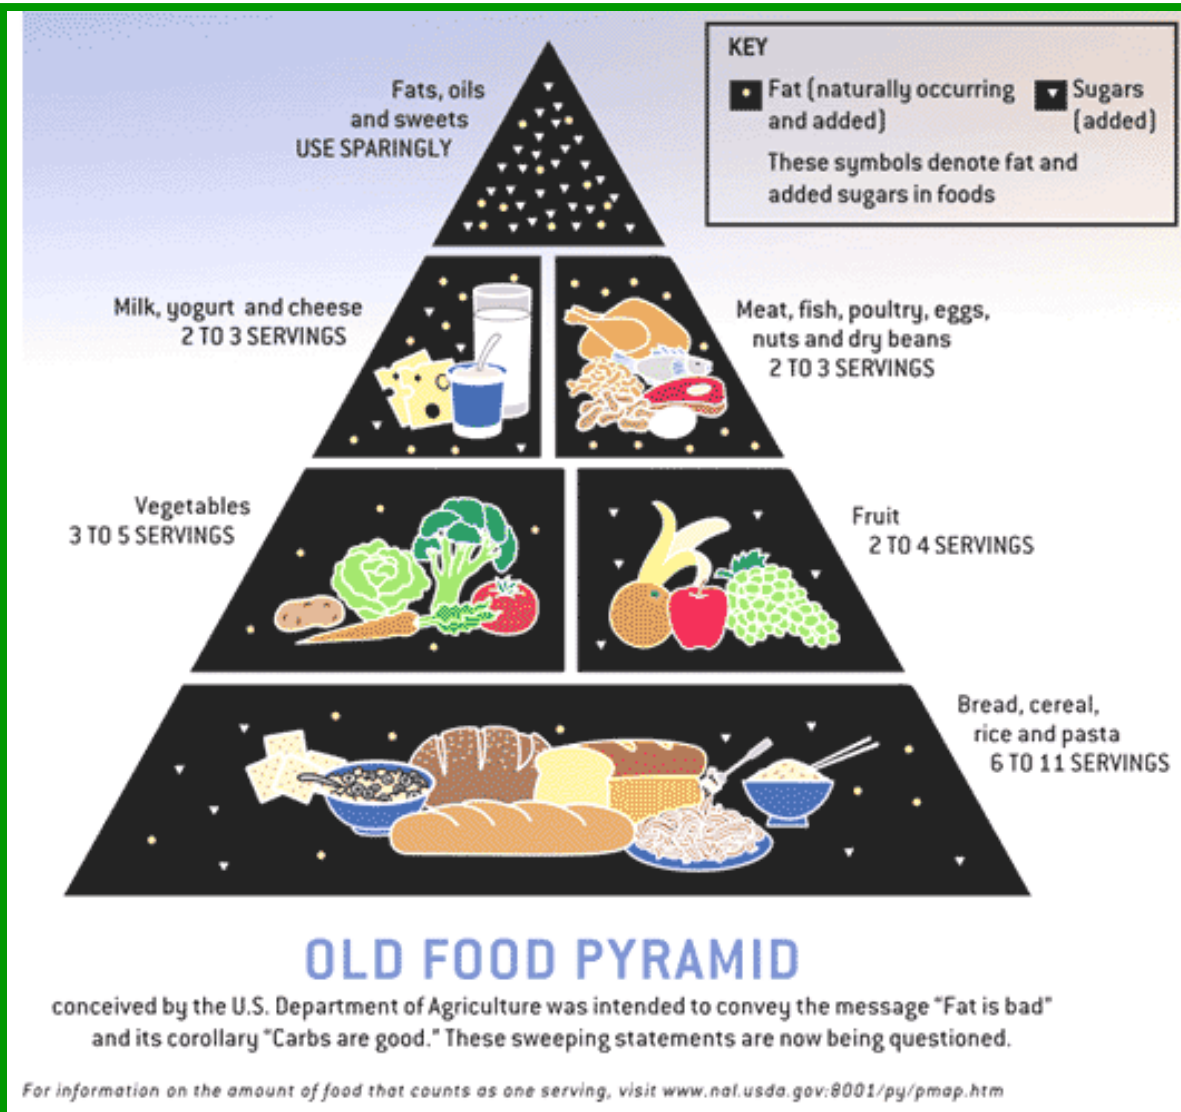 KEY
Fat (naturally occurring
and added)
Sugars
(added)
These symbols denote fat and
added sugars in foods
Fats, oils
and sweets
USE SPARINGLY
Milk, yogurt and cheese
2 TO 3 SERVINGS
Meat, fish, poultry, eggs,
nuts and dry beans
2 TO 3 SERVINGS
Vegetables
3 TO 5 SERVINGS
Fruit
2 TO 4 SERVINGS
Bread, cereal,
rice and pasta
6 TO 11 SERVINGS
OLD FOOD PYRAMID
conceived by the U.S. Department of Agriculture was intended to convey the message “Fat is bad”
and its corollary “Carbs are good.” These sweeping statements are now being questioned.
For information on the amount of food that counts as one serving, visit www.nal.usda.gov:8001/py/pmap.htm